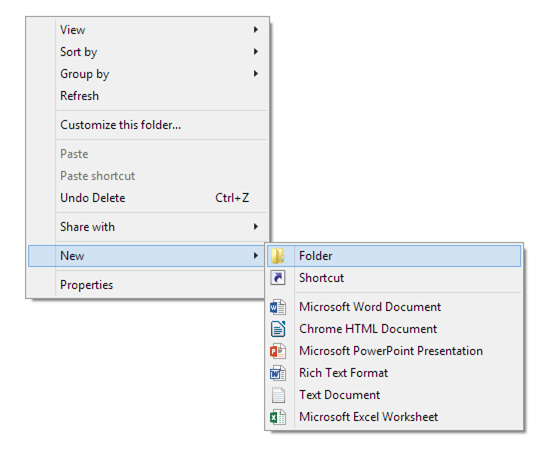 View
Sort by
Group by
Refresh
Customize this folder...
Paste
Paste shortcut
Undo Delete Ctrl+Z
Share with
New
Properties
Folder
Shortcut
Microsoft Word Document
Chrome HTML Document
Microsoft PowerPoint Presentation
Rich Text Format
Text Document
Microsoft Excel Worksheet